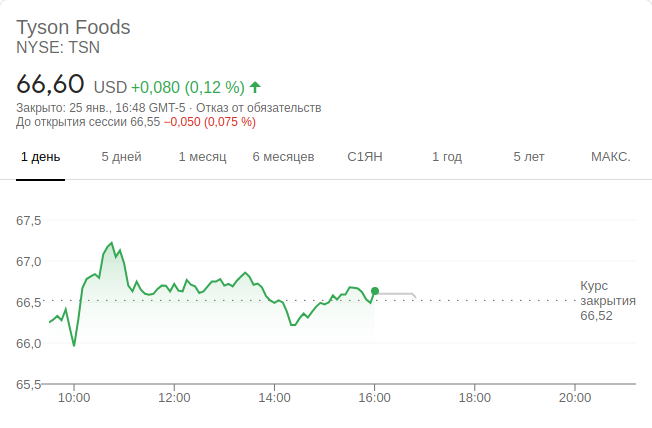 Tyson Foods
NYSE: TSN
66,60 USD +0,080 (0,12 %)
Закрыто: 25 янв., 16:48 GMT-5 · Отказ от обязательств
До открытия сессии 66,55 −0,050 (0,075 %)
1 день 5 дней 1 месяц 6 месяцев С1ЯН 1 год 5 лет МАКС.
67,5
67,0
66,5
66,0
65,5
Курс
закрытия
66,52
10:00 12:00 14:00 16:00 18:00 20:00